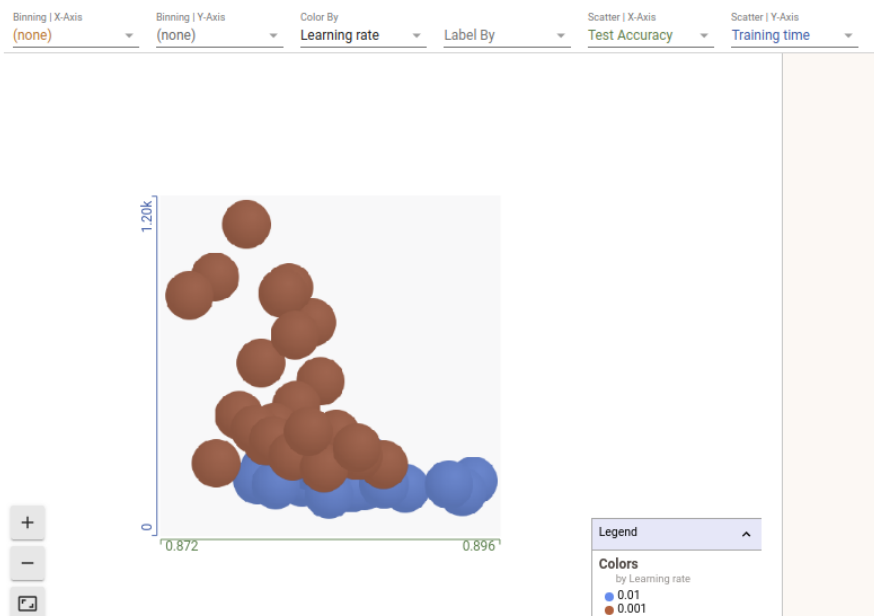 Binning | X-Axis
(none)
Binning | Y-Axis
(none)
Color By
Learning rate
Label By
Scatter | X-Axis
Test Accuracy
Scatter | Y-Axis
Training time
1.20k
0
0.872
0.896
Legend
Colors
by Learning rate
0.01
0.001